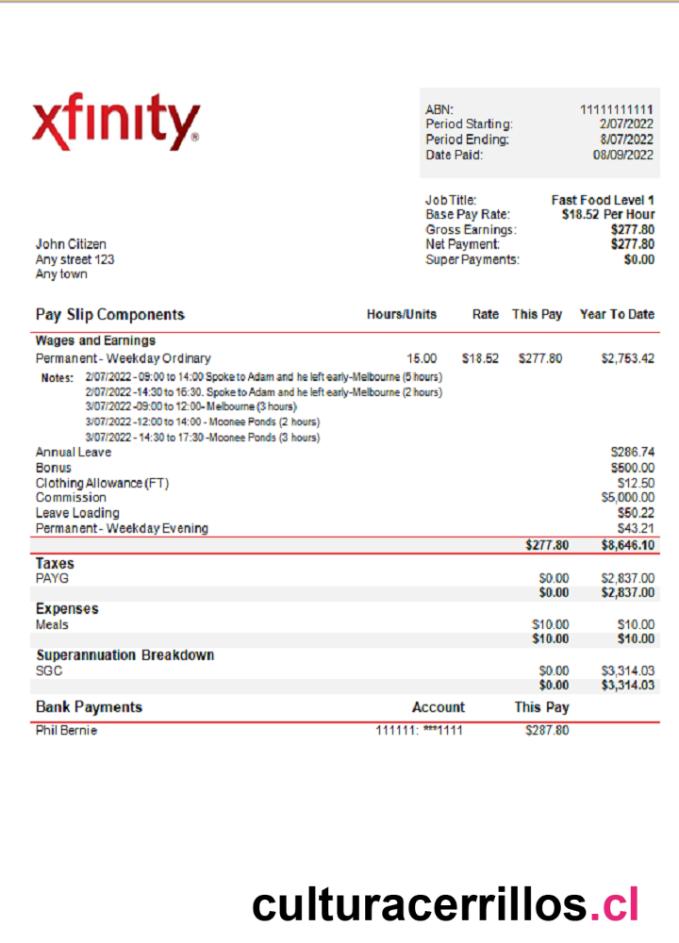 xfinity®
ABN: 11111111111
Period Starting: 2/07/2022
Period Ending: 8/07/2022
Date Paid: 08/09/2022
Job Title: Fast Food Level 1
Base Pay Rate: $18.52 Per Hour
Gross Earnings: $277.80
Net Payment: $277.80
Super Payments: $0.00
John Citizen
Any street 123
Any town
Pay Slip Components Hours/Units Rate This Pay Year To Date
Wages and Earnings
Permanent - Weekday Ordinary 15.00 $18.52 $277.80 $2,753.42
Notes: 2/07/2022 - 09:00 to 14:00 Spoke to Adam and he left early-Melbourne (5 hours)
2/07/2022 -14:30 to 16:30. Spoke to Adam and he left early-Melbourne (2 hours)
3/07/2022 -09:00 to 12:00- Melbourne (3 hours)
3/07/2022 -12:00 to 14:00 - Moonee Ponds (2 hours)
3/07/2022 - 14:30 to 17:30 -Moonee Ponds (3 hours)
Annual Leave $286.74
Bonus $500.00
Clothing Allowance (FT) $12.50
Commission $5,000.00
Leave Loading $50.22
Permanent - Weekday Evening $43.21
$277.80 $8,646.10
Taxes
PAYG $0.00 $2,837.00
$0.00 $2,837.00
Expenses
Meals $10.00 $10.00
$10.00 $10.00
Superannuation Breakdown
SGC $0.00 $3,314.03
$0.00 $3,314.03
Bank Payments Account This Pay
Phil Bernie 111111: ***1111 $287.80
culturacerrillos.cl